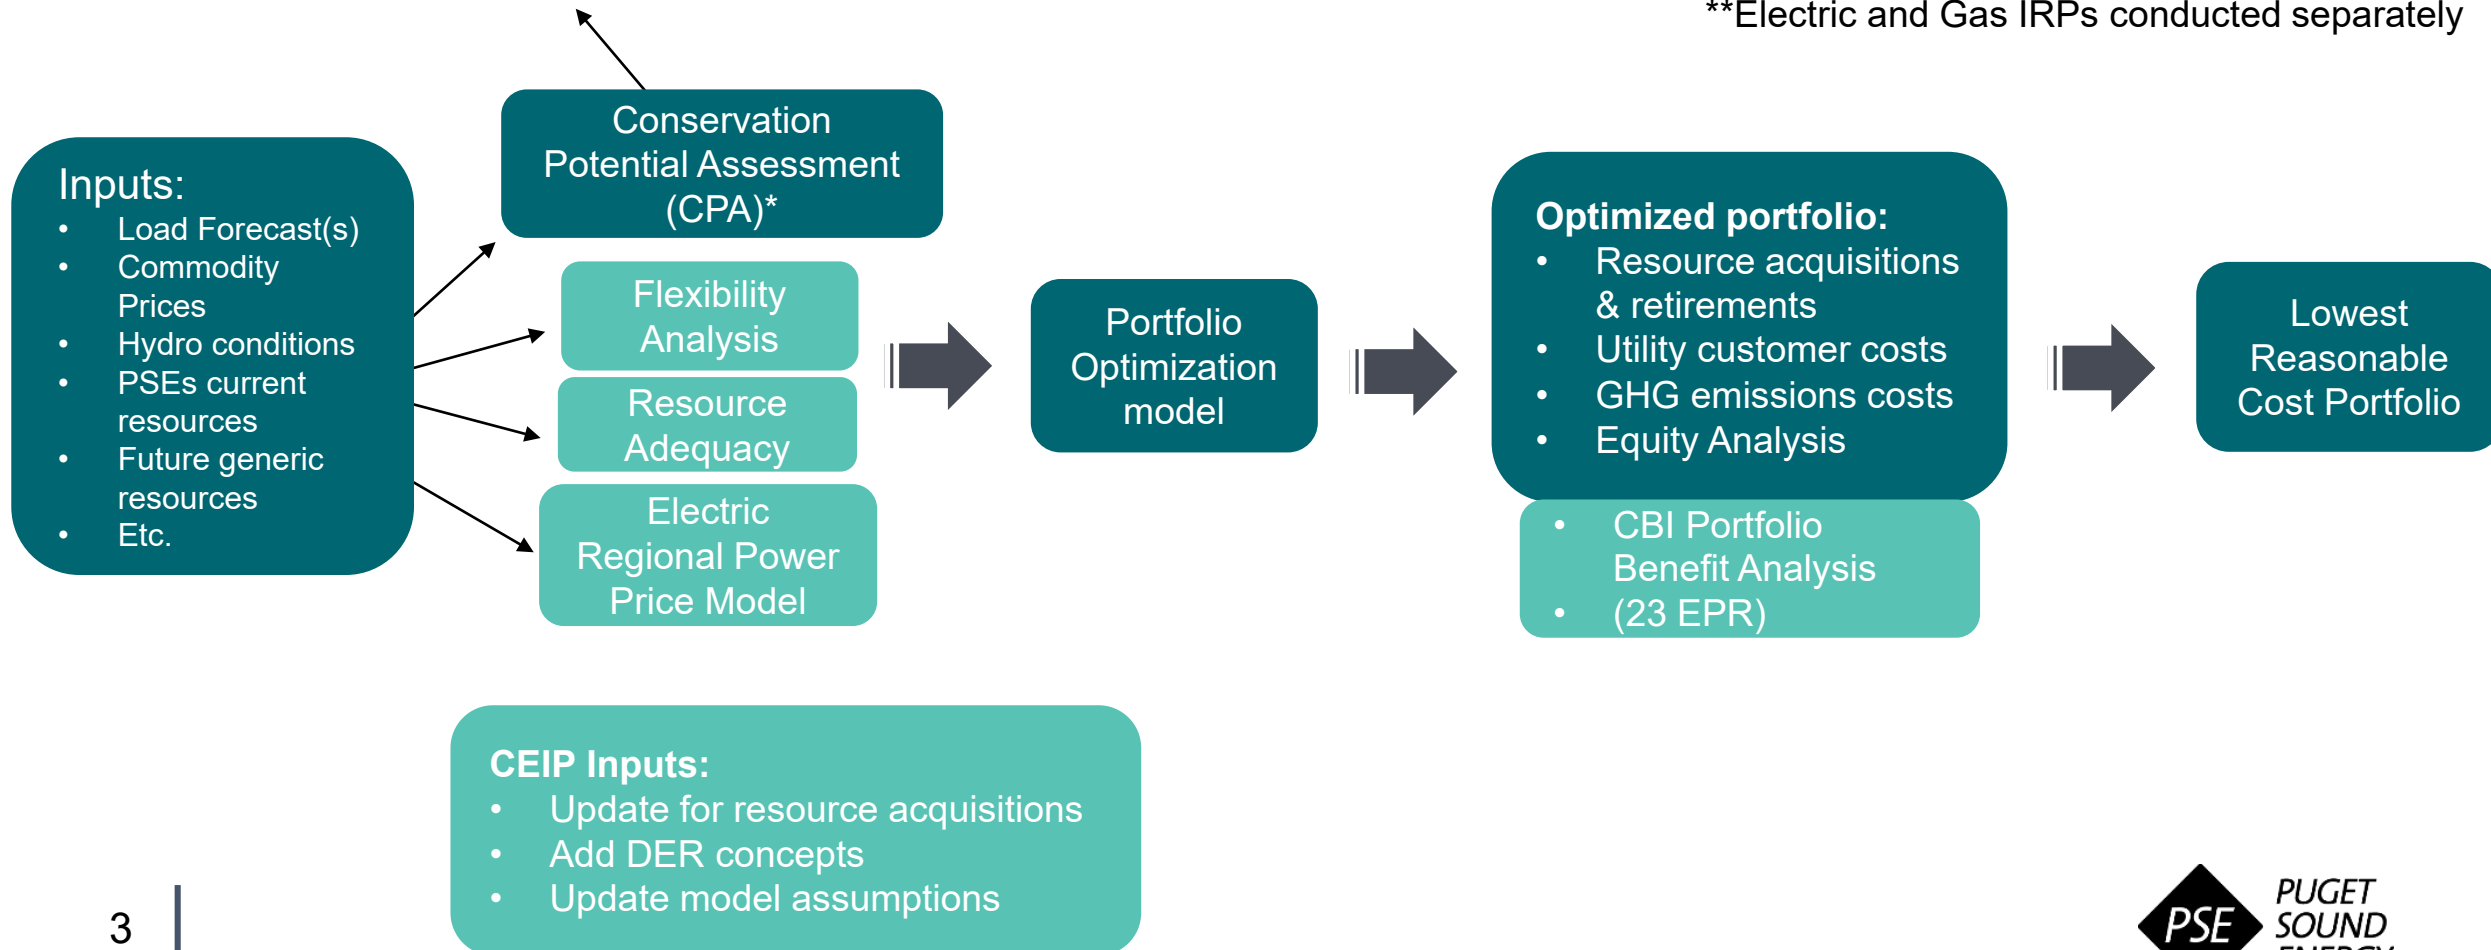 **Electric and Gas IRPs conducted separately
Inputs:
• Load Forecast(s)
• Commodity
Prices
• Hydro conditions
• PSEs current
resources
• Future generic
resources
• Etc.
Conservation
Potential Assessment
(CPA)*
Flexibility
Analysis
Resource
Adequacy
Electric
Regional Power
Price Model
Portfolio
Optimization
model
Optimized portfolio:
• Resource acquisitions
& retirements
• Utility customer costs
• GHG emissions costs
• Equity Analysis
• CBI Portfolio
Benefit Analysis
• (23 EPR)
Lowest
Reasonable
Cost Portfolio
CEIP Inputs:
• Update for resource acquisitions
• Add DER concepts
• Update model assumptions
3
PSE
PUGET
SOUND
ENERGY